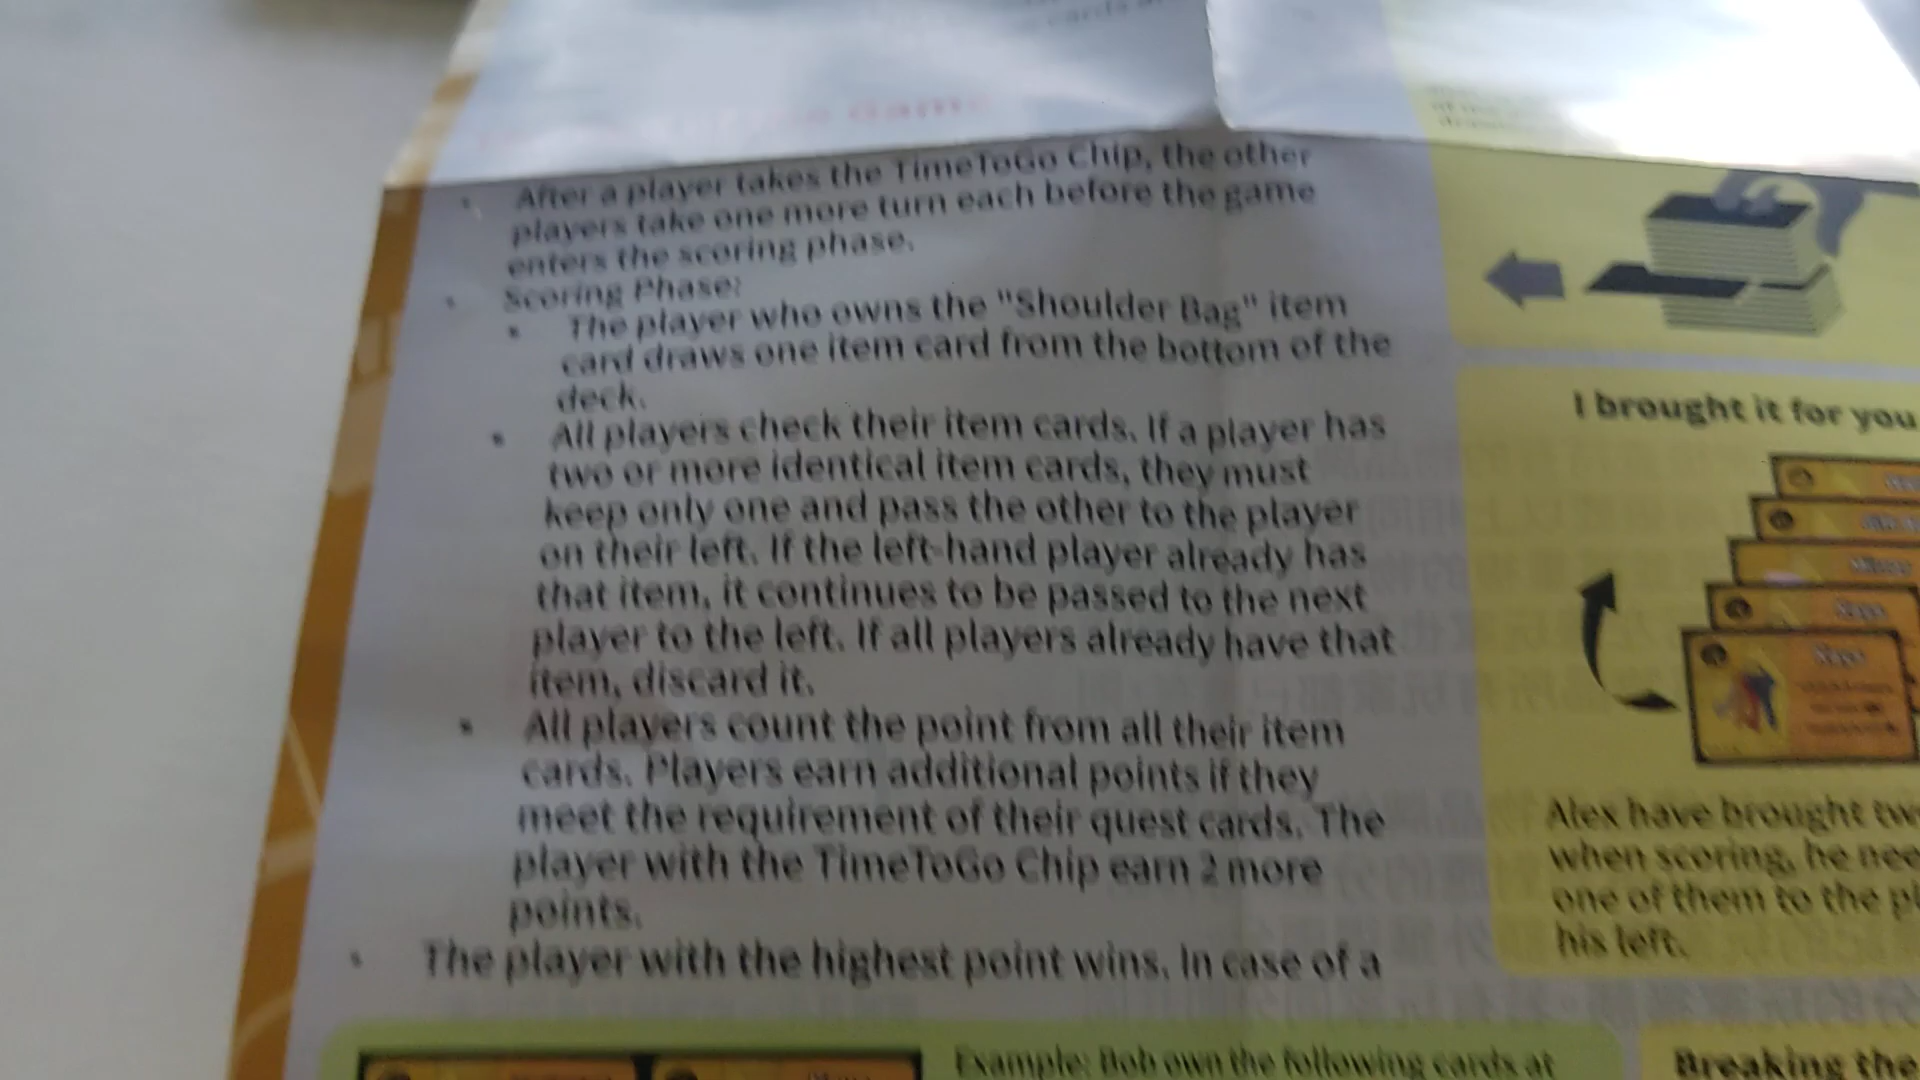 After a player takes the TimeToGo Chip, the other
players take one more turn each before the game
enters the scoring phase.
Scoring Phase:
The player who owns the "Shoulder Bag" item
card draws one item card from the bottom of the
deck.
All players check their item cards. If a player has
two or more identical item cards, they must
keep only one and pass the other to the player
on their left. If the left-hand player already has
that item, it continues to be passed to the next
player to the left. If all players already have that
item, discard it.
All players count the point from all their item
cards. Players earn additional points if they
meet the requirement of their quest cards. The
player with the TimeToGo Chip earn 2 more
points.
The player with the highest point wins. In case of a
Example: Bob own the following cards at
I brought it for you
Keys
Alex have brought
when scoring, he
one of them to the
his left.
Breaking the